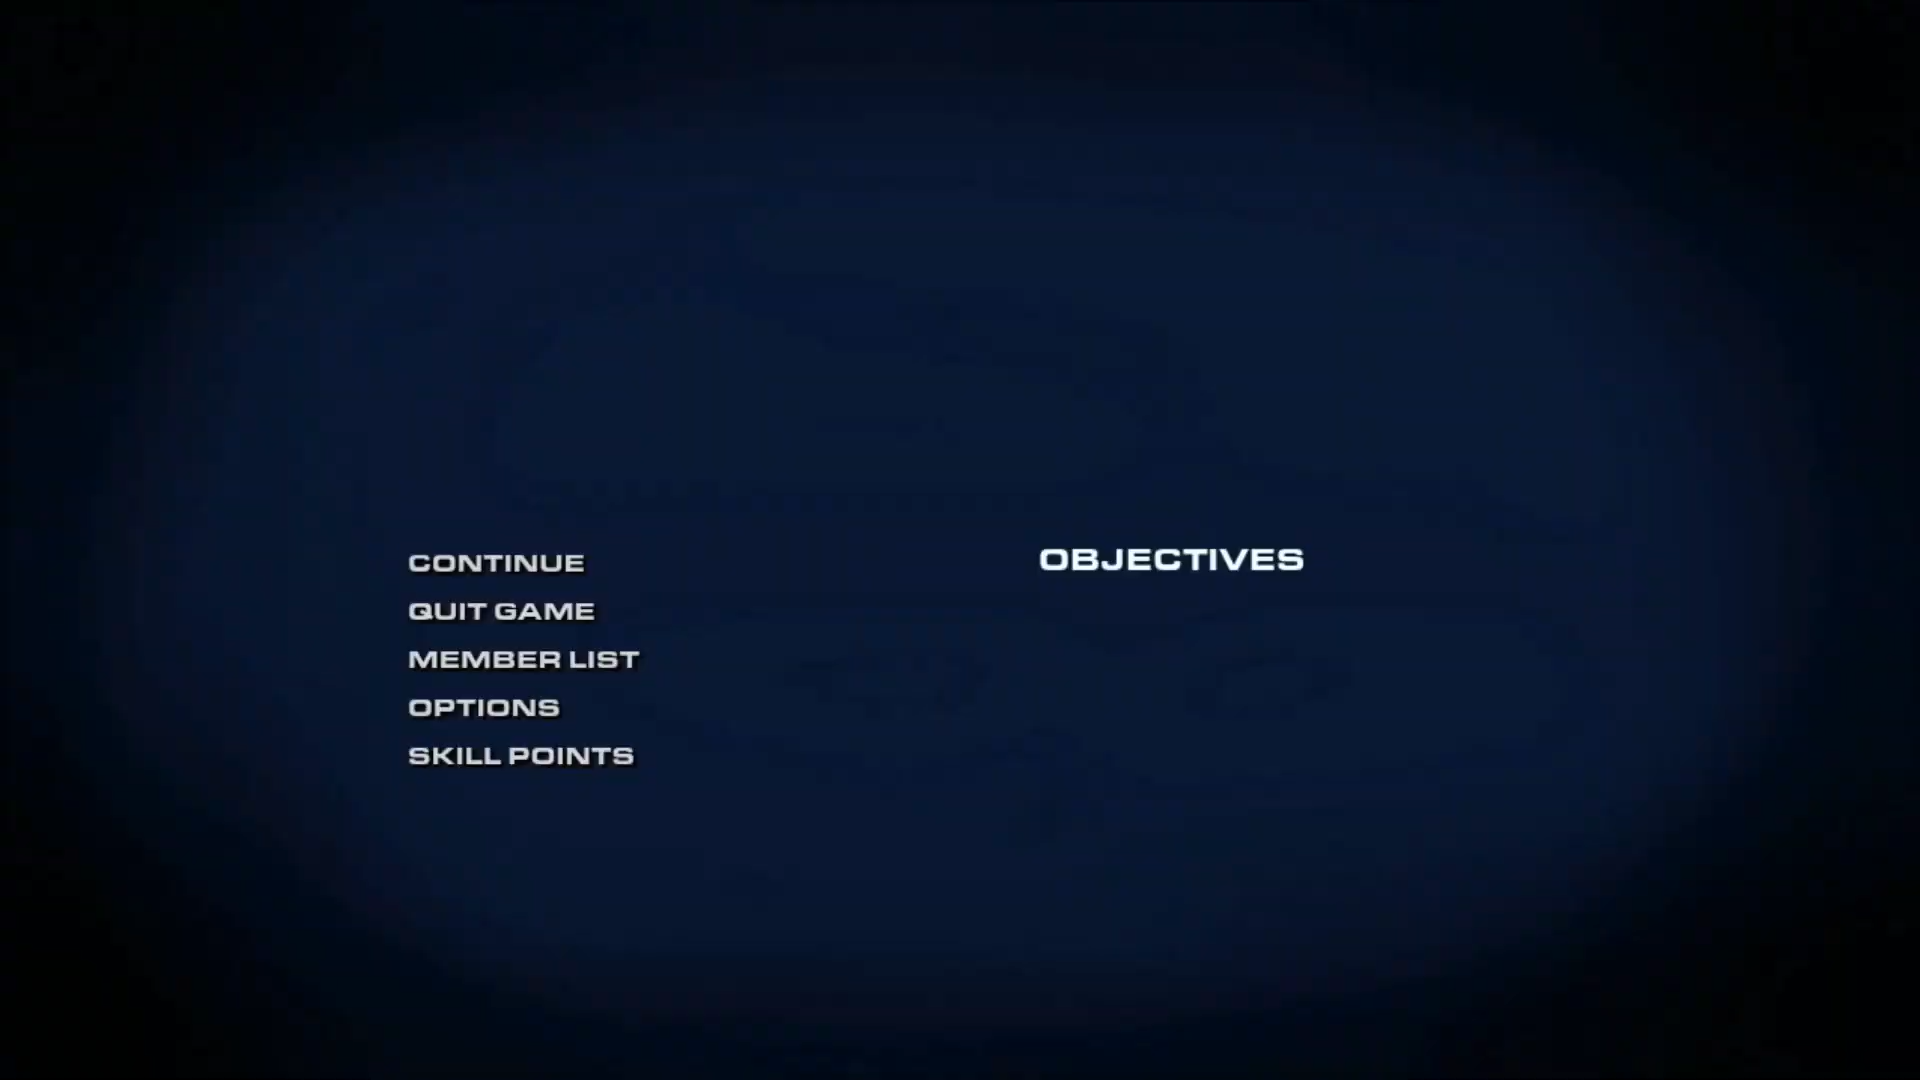 CONTINUE
QUIT GAME
MEMBER LIST
OPTIONS
SKILL POINTS
OBJECTIVES